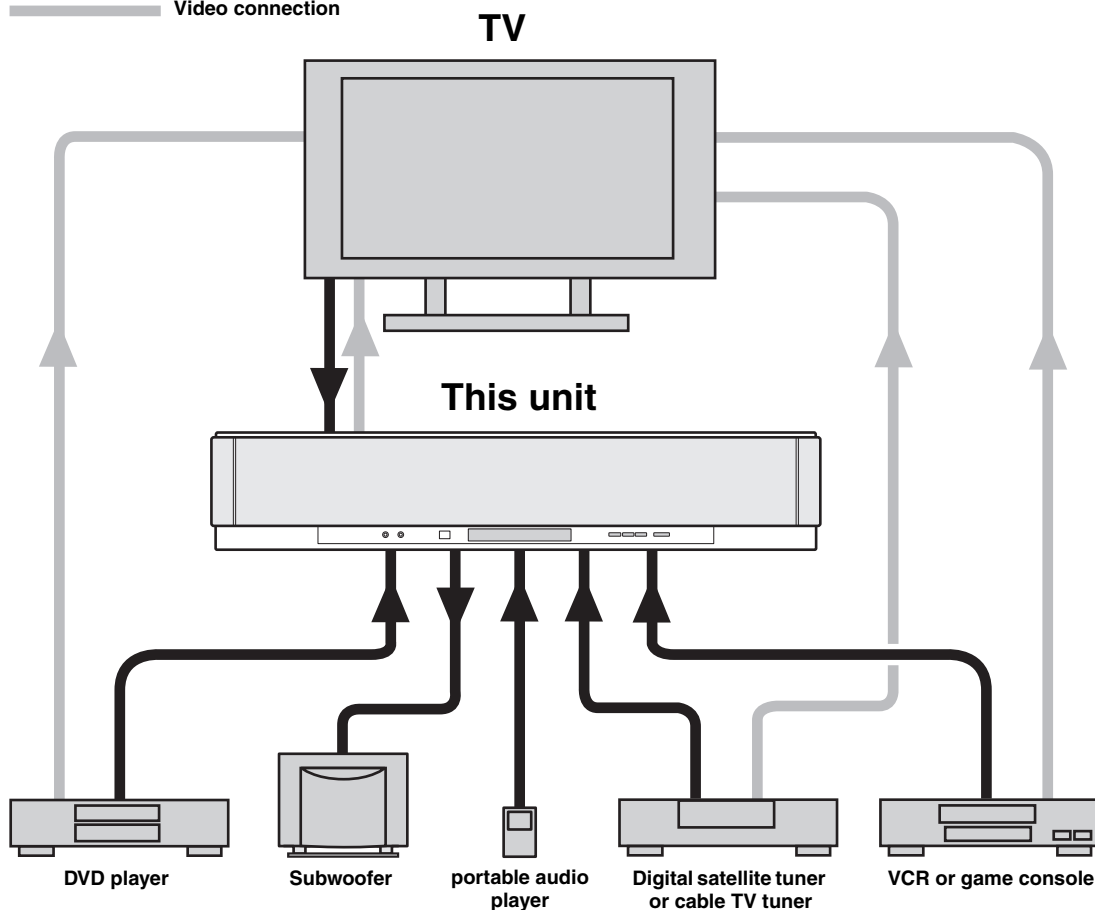 Video connection
TV
This unit
DVD player
Subwoofer
portable audio
player
Digital satellite tuner
or cable TV tuner
VCR or game console